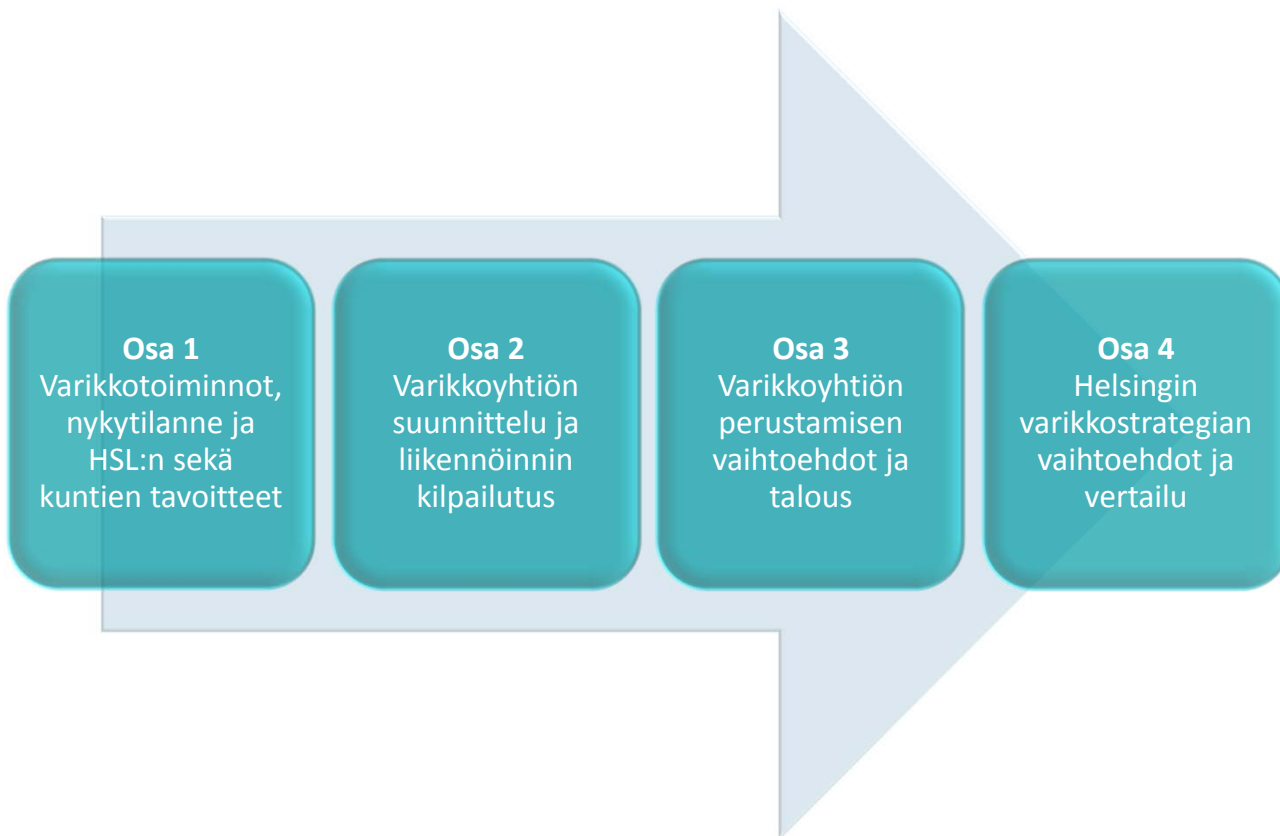 Osa 1
Varikkotoiminnot,
nykytilanne ja
HSL:n sekä
kuntien tavoitteet
Osa 2
Varikkoyhtiön
suunnittelu ja
liikennöinnin
kilpailutus
Osa 3
Varikkoyhtiön
perustamisen
vaihtoehdot ja
talous
Osa 4
Helsingin
varikkostrategian
vaihtoehdot ja
vertailu